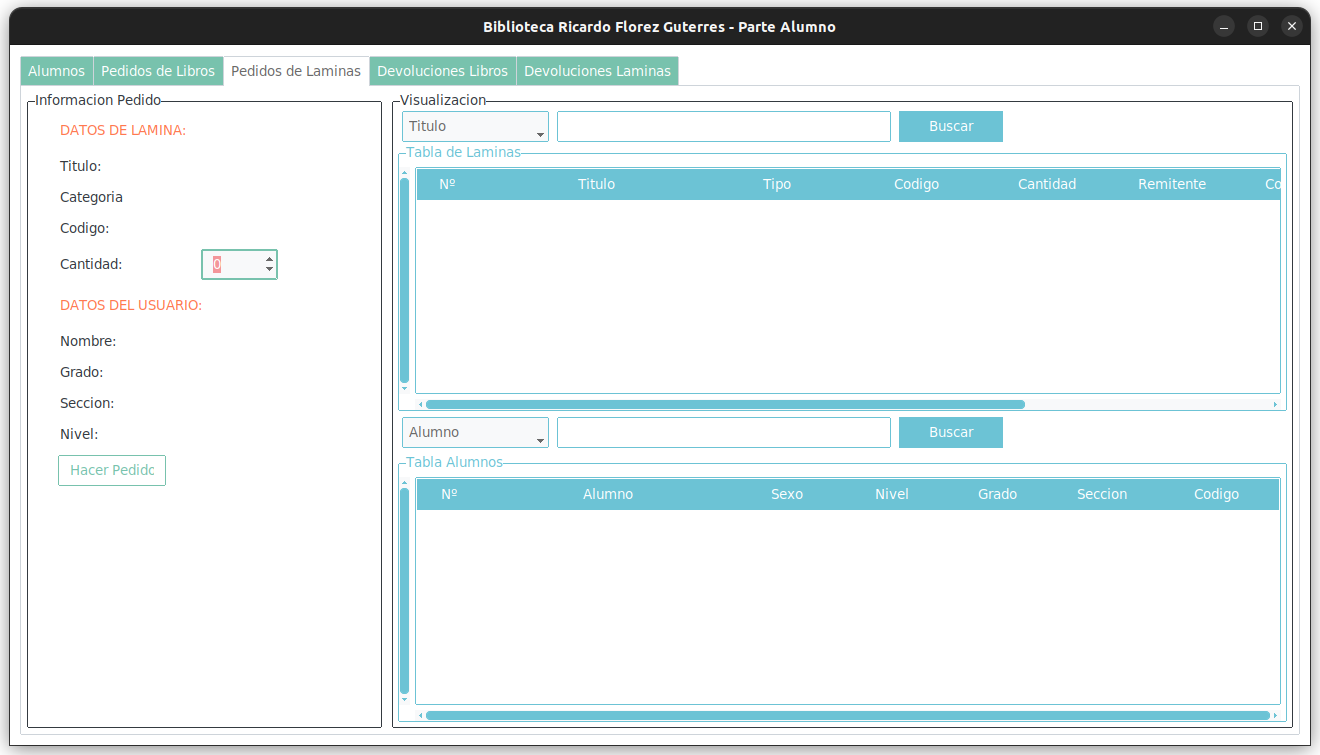 Biblioteca Ricardo Florez Guterres - Parte Alumno
Alumnos Pedidos de Libros Pedidos de Laminas Devoluciones Libros Devoluciones Laminas
Informacion Pedido
DATOS DE LAMINA:
Titulo:
Categoria
Codigo:
Cantidad: 0
DATOS DEL USUARIO:
Nombre:
Grado:
Seccion:
Nivel:
Hacer Pedido
Visualizacion
Titulo Buscar
Tabla de Laminas
Nº Titulo Tipo Codigo Cantidad Remitente Co
Alumno Buscar
Tabla Alumnos
Nº Alumno Sexo Nivel Grado Seccion Codigo